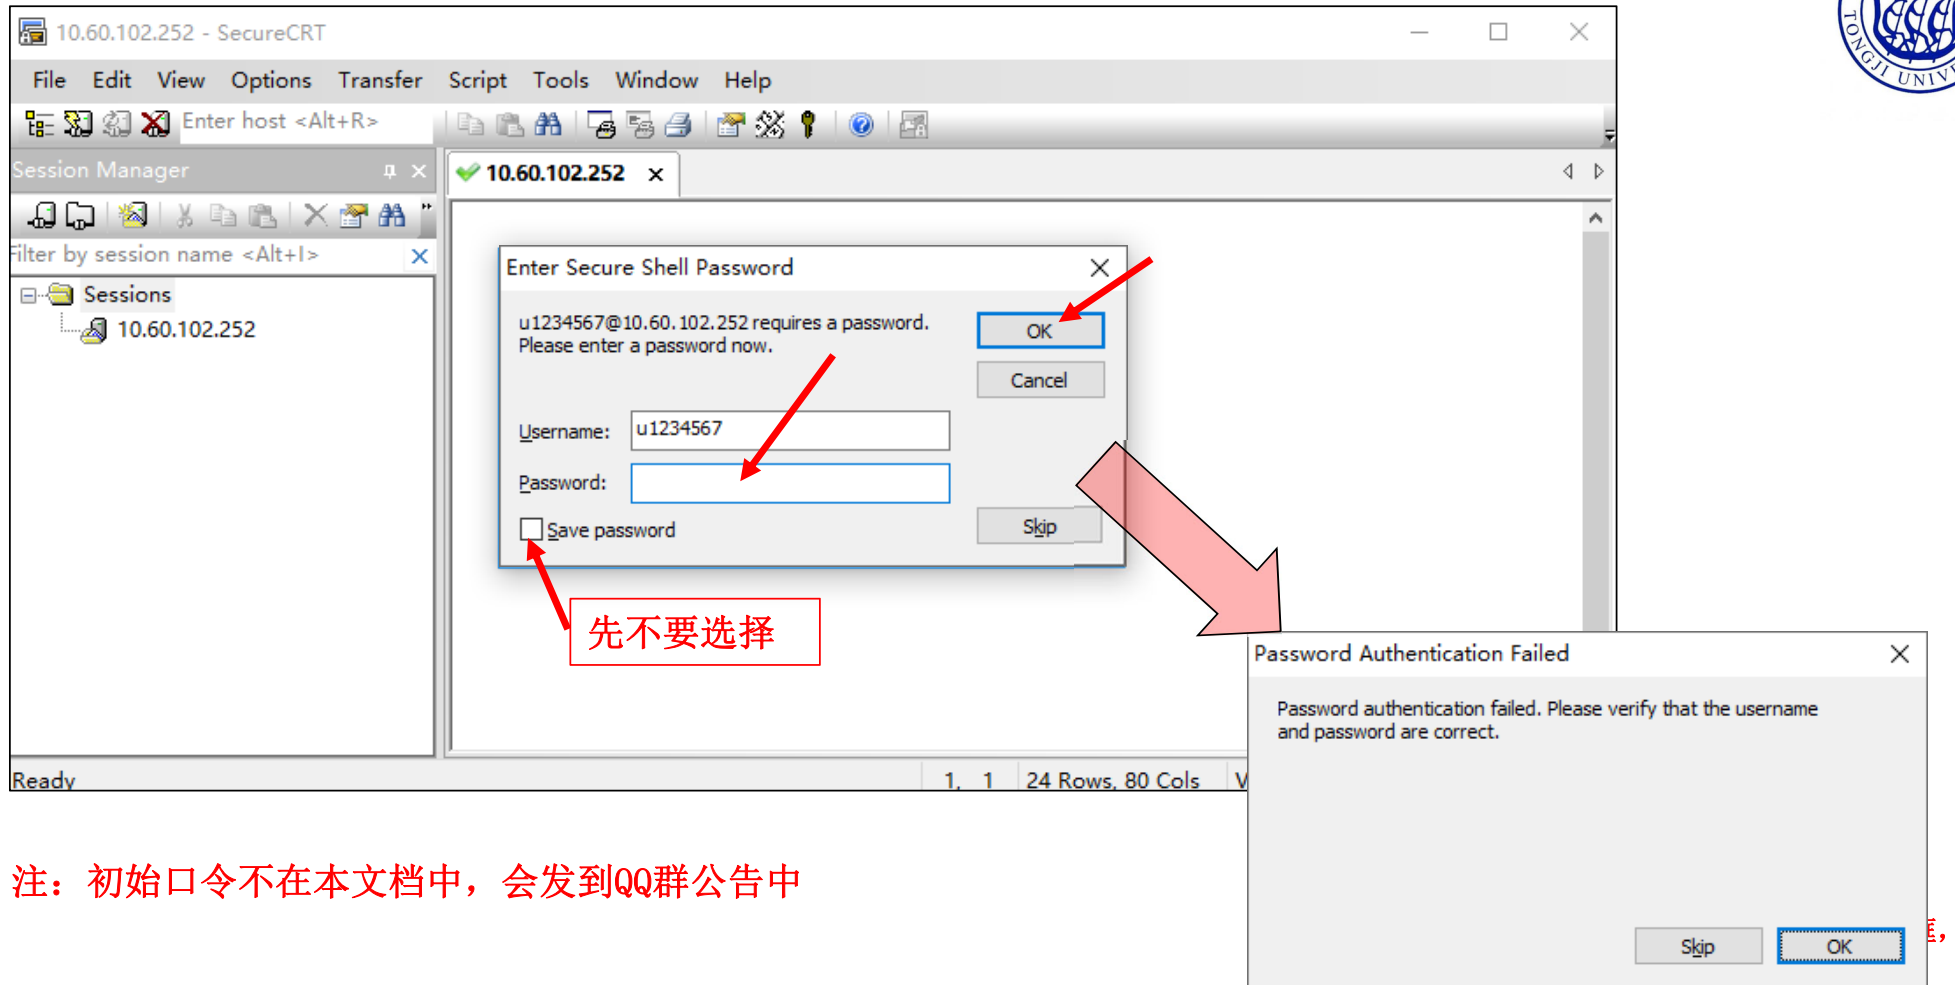 10.60.102.252 - SecureCRT
File Edit View Options Transfer Script Tools Window Help
Enter host <Alt+R>
Session Manager
10.60.102.252
Filter by session name <Alt+I>
Sessions
10.60.102.252
Enter Secure Shell Password
u1234567@10.60.102.252 requires a password.
Please enter a password now.
OK
Cancel
Username: u1234567
Password:
Save password
Skip
先不要选择
Ready
1, 1 24 Rows, 80 Cols V
Password Authentication Failed
Password authentication failed. Please verify that the username
and password are correct.
Skip OK
注：初始口令不在本文档中，会发到QQ群公告中
TONGJI UNIV